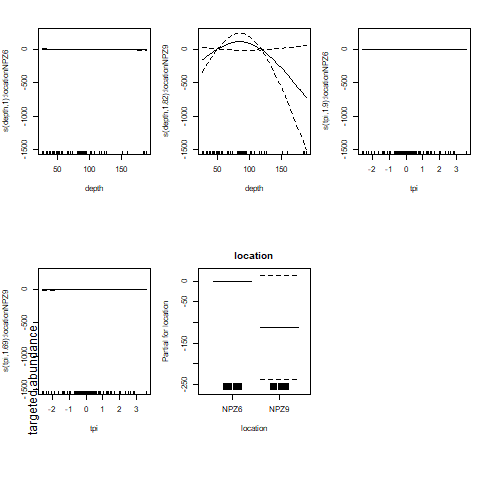 s(depth,1):locationNPZ6
0
-500
-1000
-1500
50
100
150
depth
s(depth,1.82):locationNPZ9
0
-500
-1000
-1500
50
100
150
depth
s(tpi,1.9):locationNPZ6
0
-500
-1000
-1500
-2
-1
0
1
2
3
tpi
s(tpi,1.69):locationNPZ9
0
-500
-1000
-1500
-2
-1
0
1
2
3
tpi
targeted.abundance
location
Partial for location
0
-50
-150
-250
NPZ6
NPZ9
location